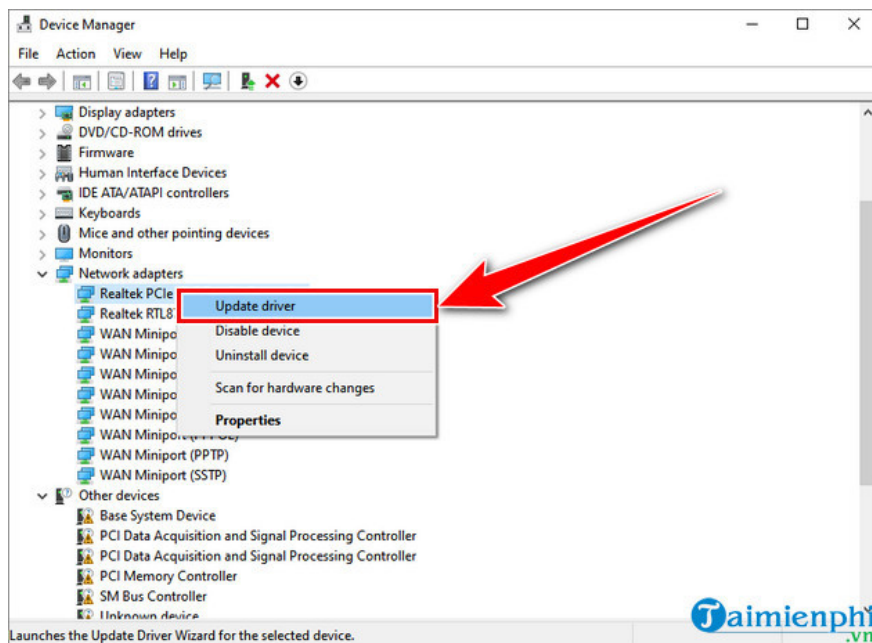 Device Manager
File Action View Help
Display adapters
DVD/CD-ROM drives
Firmware
Human Interface Devices
IDE ATA/ATAPI controllers
Keyboards
Mice and other pointing devices
Monitors
Network adapters
Realtek PCIe
Realtek RTL8
WAN Minipo
WAN Minipo
WAN Minipo
WAN Minipo
WAN Minipo
WAN Miniport
WAN Miniport (PPTP)
WAN Miniport (SSTP)
Update driver
Disable device
Uninstall device
Scan for hardware changes
Properties
Other devices
Base System Device
PCI Data Acquisition and Signal Processing Controller
PCI Data Acquisition and Signal Processing Controller
PCI Memory Controller
SM Bus Controller
Unknown device
Launches the Update Driver Wizard for the selected device.
Taimienphi
.vn